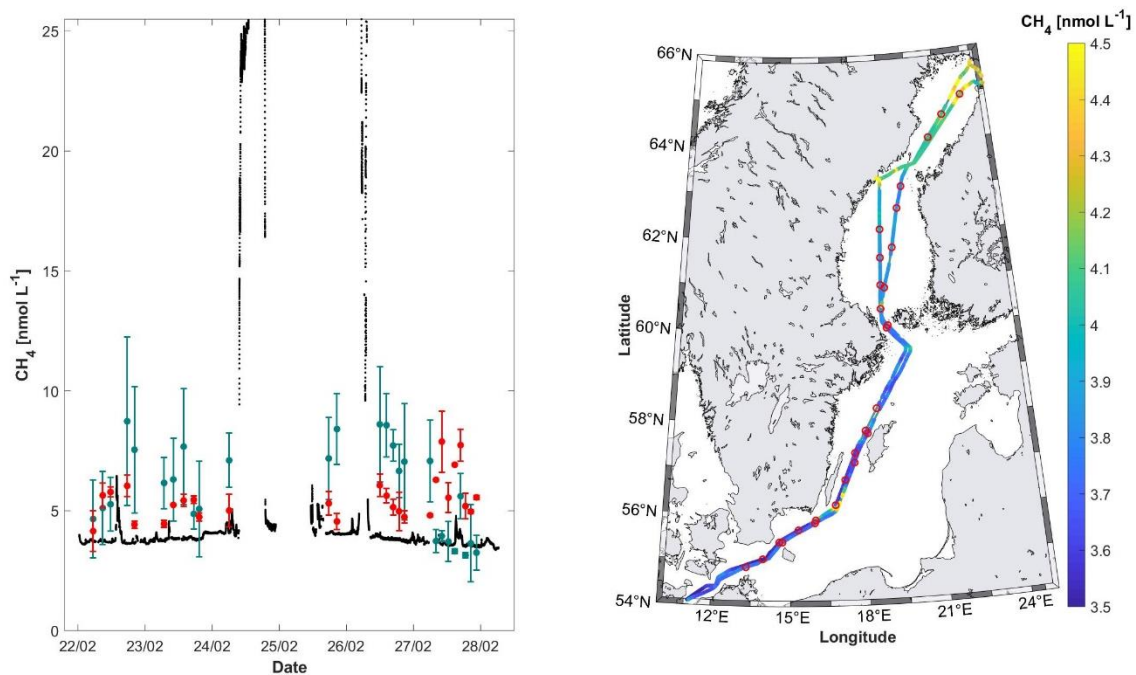 25
20
15
10
5
0
CH4 [nmol L-1]
22/02 23/02 24/02 25/02 26/02 27/02 28/02
Date
CH4 [nmol L-1]
66°N
64°N
62°N
60°N
58°N
56°N
54°N
Latitude
12°E 15°E 18°E 21°E 24°E
Longitude
4.5
4.4
4.3
4.2
4.1
4
3.9
3.8
3.7
3.6
3.5